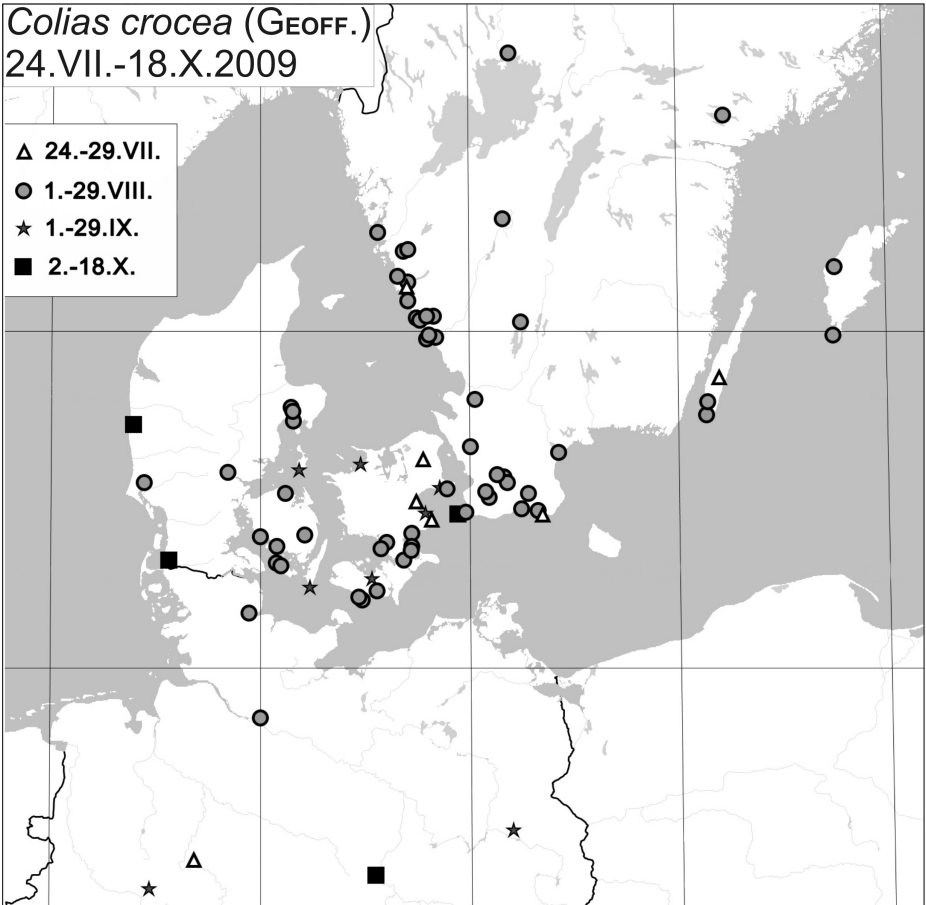 Colias crocea (GEOFF.)
24.VII.-18.X.2009
24.-29.VII.
1.-29.VIII.
1.-29.IX.
2.-18.X.